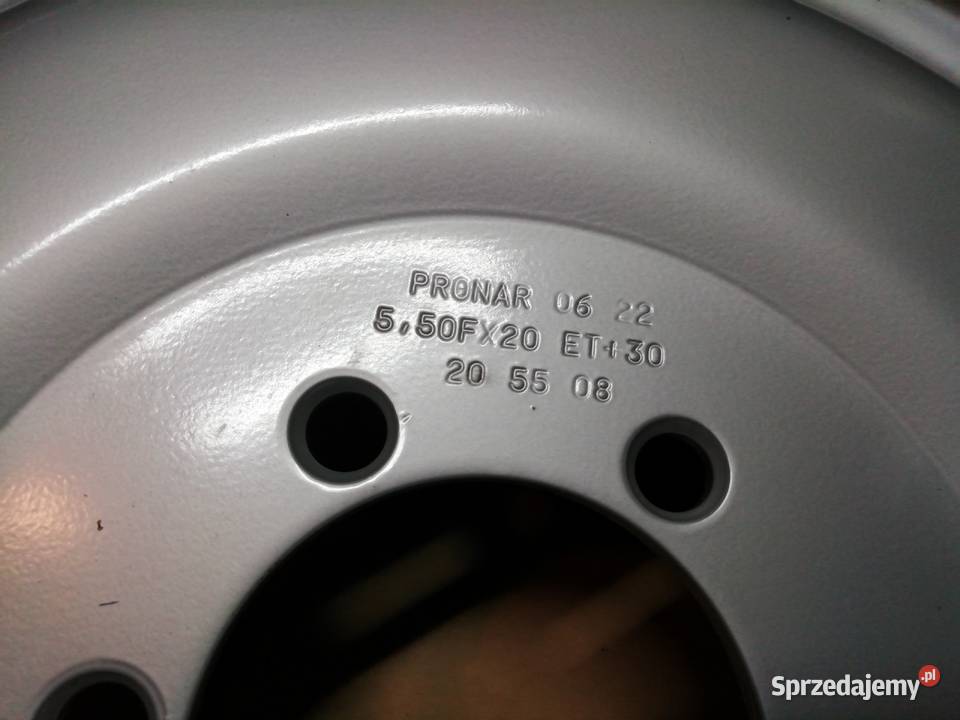 PRONAR 06 22
5,50FX20 ET+30
20 55 08
Sprzedajemy.pl